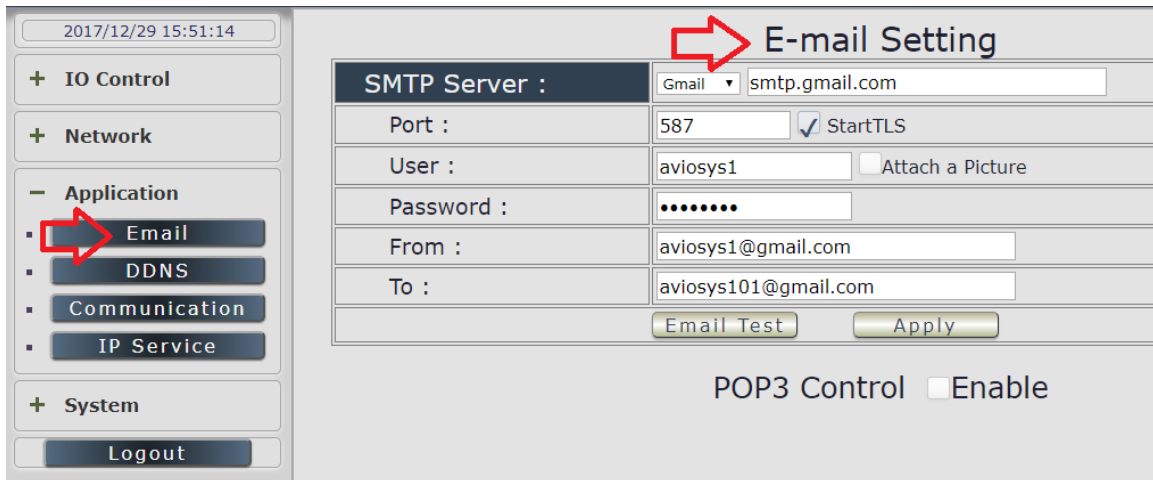 2017/12/29 15:51:14
+ IO Control
+ Network
− Application
▪ Email
▪ DDNS
▪ Communication
▪ IP Service
+ System
Logout
E-mail Setting
SMTP Server : Gmail ▼ smtp.gmail.com
Port : 587 ✓ StartTLS
User : aviosys1 Attach a Picture
Password : ••••••••
From : aviosys1@gmail.com
To : aviosys101@gmail.com
Email Test Apply
POP3 Control Enable